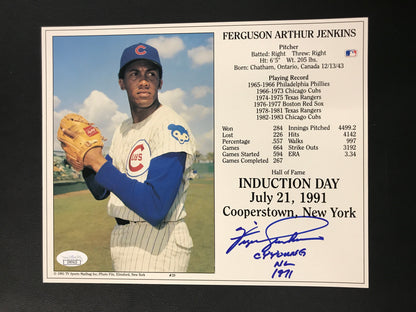 FERGUSON ARTHUR JENKINS
Pitcher
Batted: Right Threw: Right
Ht: 6'5" Wt. 205 lbs.
Born: Chatham, Ontario, Canada 12/13/43
Playing Record
1965-1966 Philadelphia Phillies
1966-1973 Chicago Cubs
1974-1975 Texas Rangers
1976-1977 Boston Red Sox
1978-1981 Texas Rangers
1982-1983 Chicago Cubs
Won 284 Innings Pitched 4499.2
Lost 226 Hits 4142
Percentage .557 Walks 997
Games 664 Strike Outs 3192
Games Started 594 ERA 3.34
Games Completed 267
Hall of Fame
INDUCTION DAY
July 21, 1991
Cooperstown, New York
Fergie Jenkins
CY YOUNG
NL
1971
CUBS
JSA